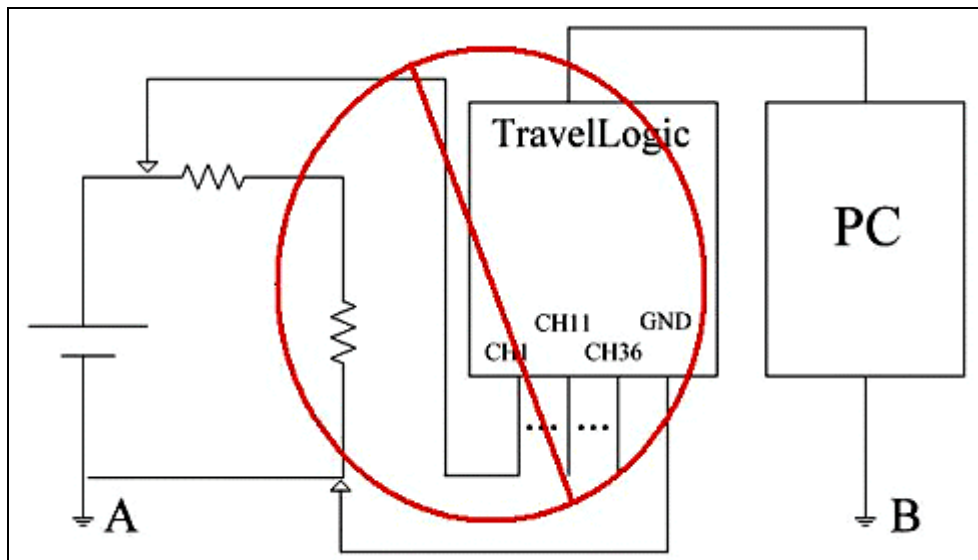 TravelLogic
PC
CH11
GND
CH1
CH36
... ...
A
B